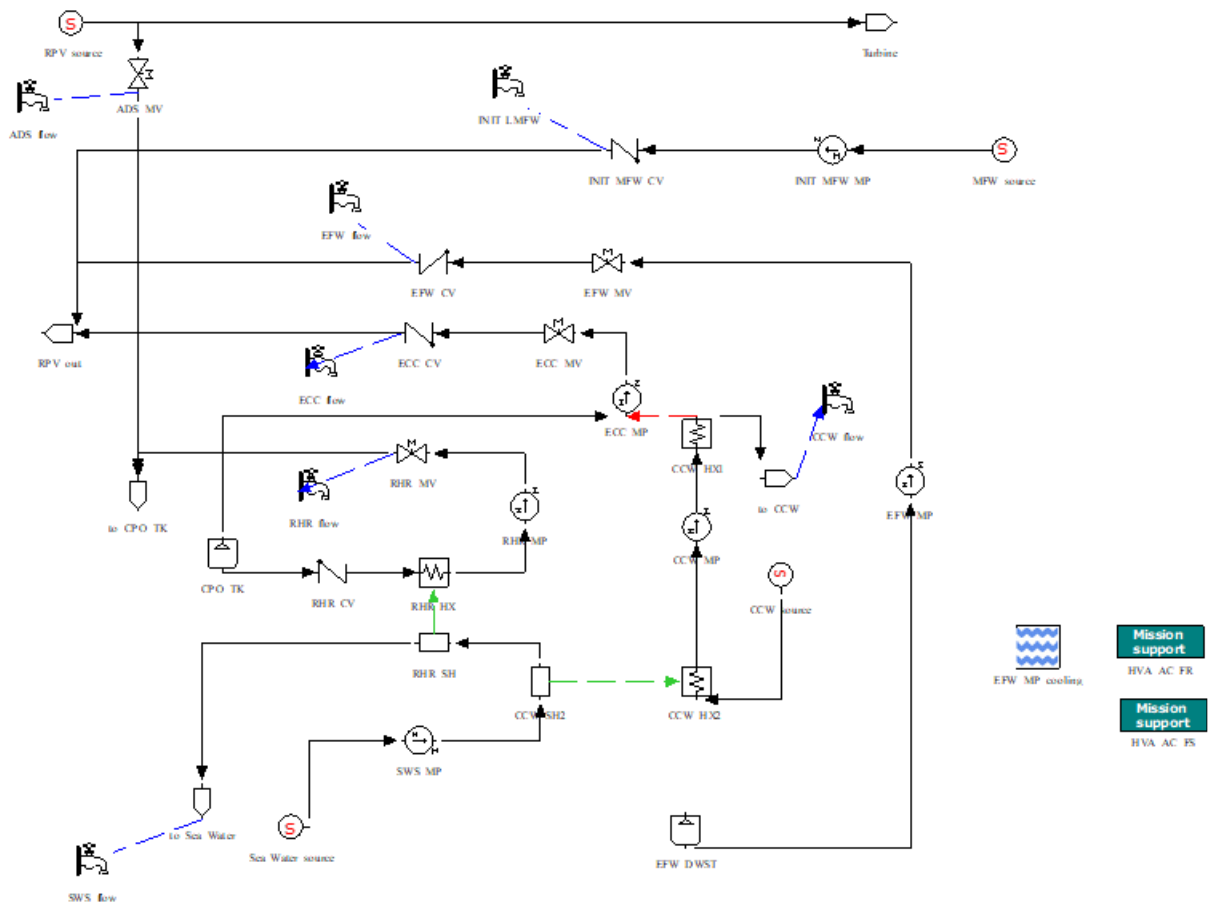 S
RPV source
Turbine
ADS MV
ADS flow
INIT LMFW
INIT MFW CV
INIT MFW MP
S
MFW source
EFW flow
EFW CV
M
EFW MV
RPV out
ECC CV
M
ECC MV
ECC flow
ECC MP
CCW HX1
CCW flow
M
RHR MV
to CCW
EFW MP
RHR flow
to CPO TK
RHR MP
CCW MP
CPO TK
RHR CV
RHR HX
S
CCW source
RHR SH
CCW SH2
CCW HX2
EFW MP cooling
Mission
support
HVA AC FR
Mission
support
HVA AC FS
SWS MP
S
to Sea Water
Sea Water source
EFW DWST
SWS flow